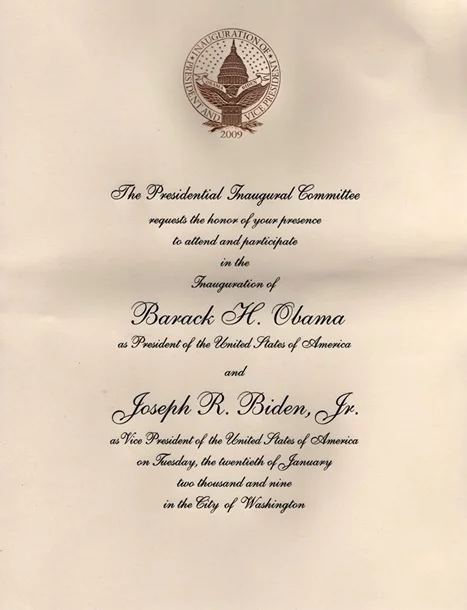 INAUGURATION OF
PRESIDENT AND VICE PRESIDENT
2009
The Presidential Inaugural Committee
requests the honor of your presence
to attend and participate
in the
Inauguration of
Barack H. Obama
as President of the United States of America
and
Joseph R. Biden, Jr.
as Vice President of the United States of America
on Tuesday, the twentieth of January
two thousand and nine
in the City of Washington